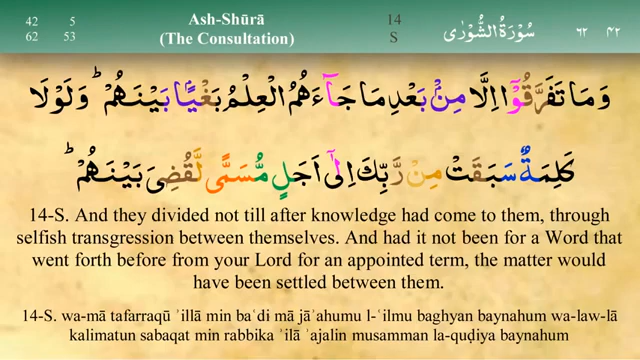 42 5
62 53
Ash-Shūrā
(The Consultation)
14
S
سُوْرَةُ الشُّوْرٰى
٦٢ ٤٢
وَمَا تَفَرَّقُوْۤا اِلَّا مِنْۢ بَعْدِ مَا جَآءَهُمُ الْعِلْمُ بَغْيًۢا بَيْنَهُمْ ؕ وَلَوْلَا
كَلِمَةٌ سَبَقَتْ مِنْ رَّبِّكَ اِلٰٓى اَجَلٍ مُّسَمًّى لَّقُضِىَ بَيْنَهُمْ ؕ
14-S. And they divided not till after knowledge had come to them, through
selfish transgression between themselves. And had it not been for a Word that
went forth before from your Lord for an appointed term, the matter would
have been settled between them.
14-S. wa-mā tafarraqū ʾillā min baʿdi mā jāʾahumu l-ʿilmu baghyan baynahum wa-law-lā
kalimatun sabaqat min rabbika ʾilā ʾajalin musamman la-quḍiya baynahum